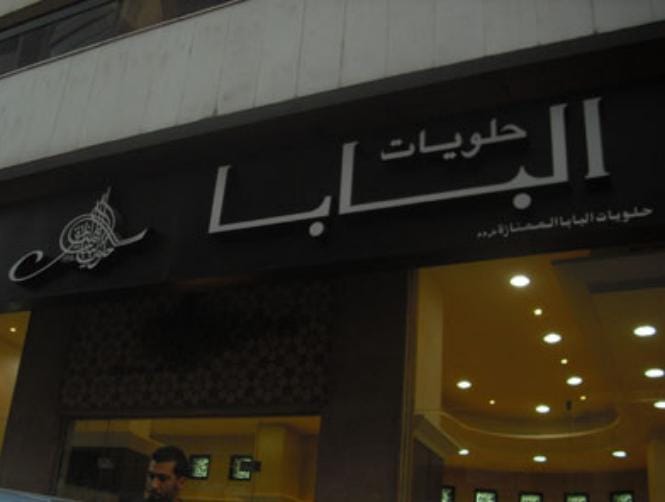 حلويات
البابا
حلويات البابا الممتازة ش.م.م